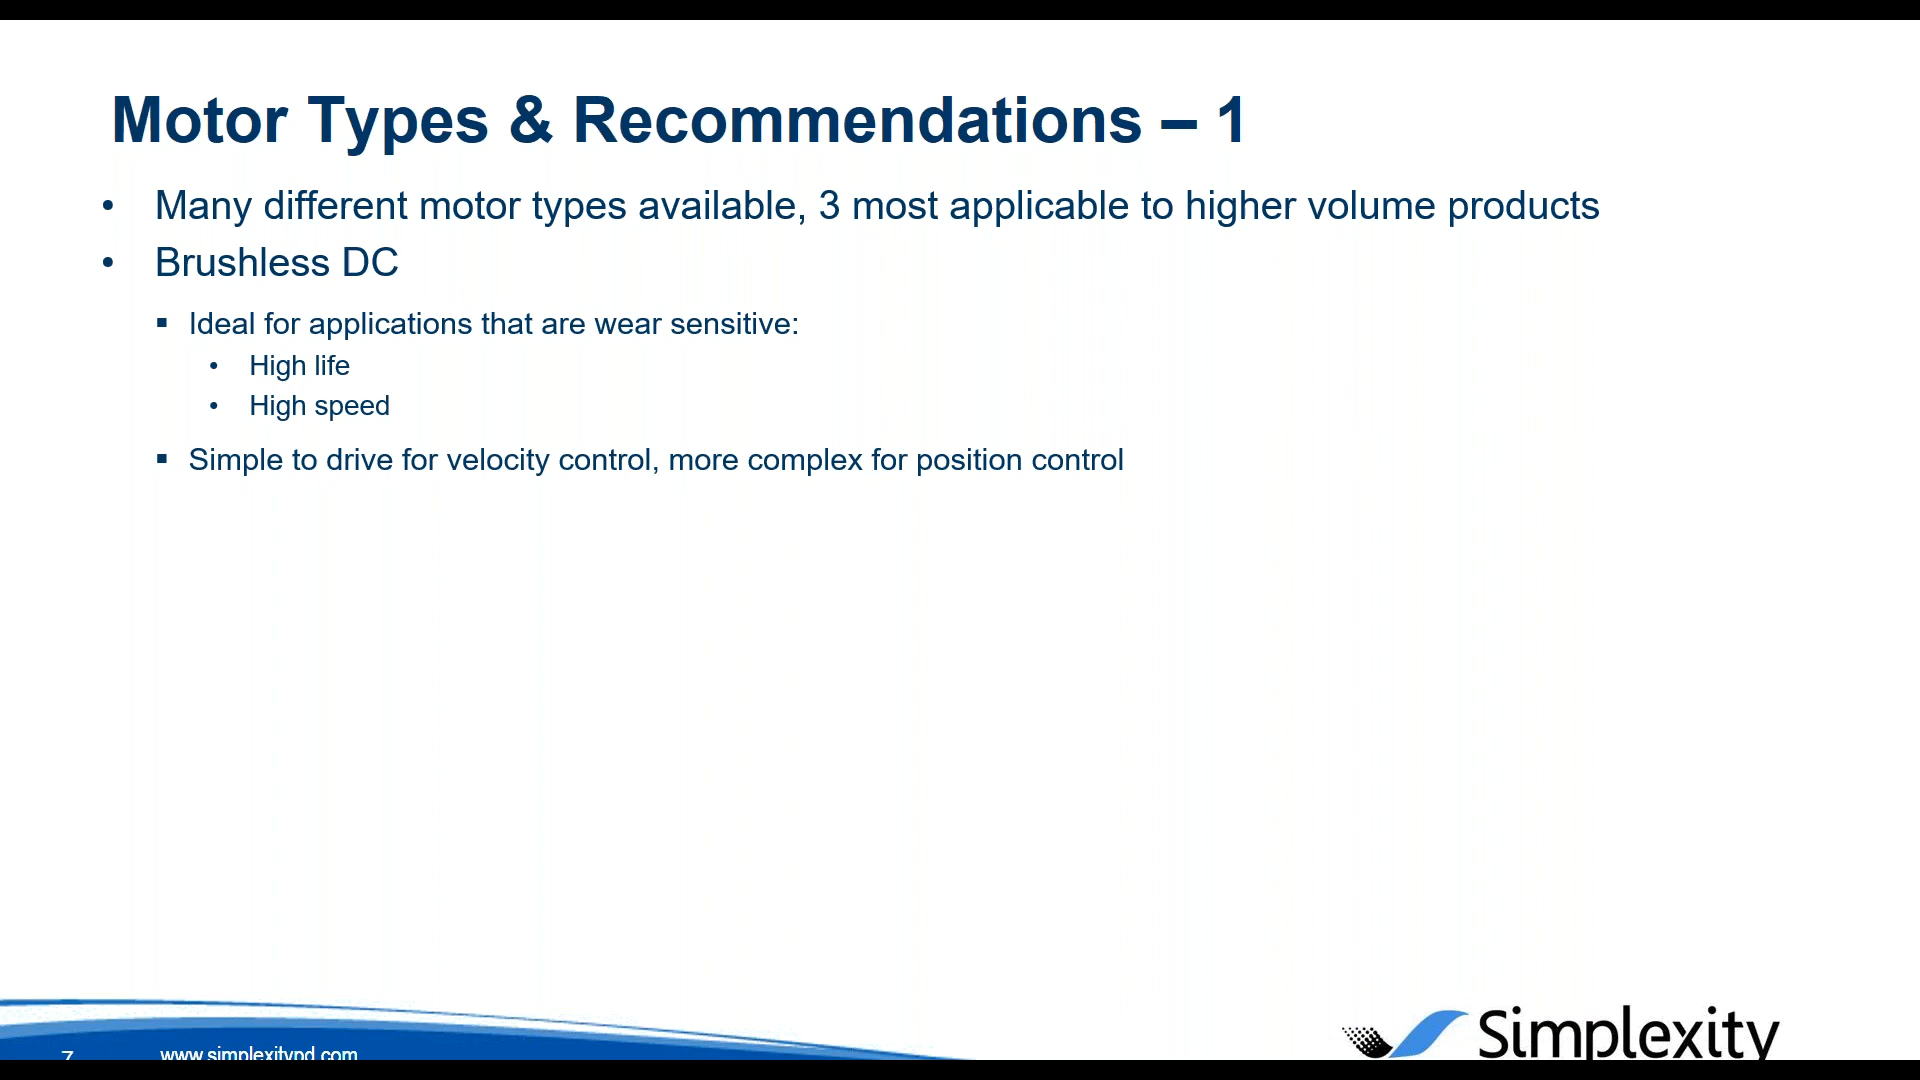 Motor Types & Recommendations – 1
• Many different motor types available, 3 most applicable to higher volume products
• Brushless DC
▪ Ideal for applications that are wear sensitive:
• High life
• High speed
▪ Simple to drive for velocity control, more complex for position control
7
www.simplexitypd.com
Simplexity